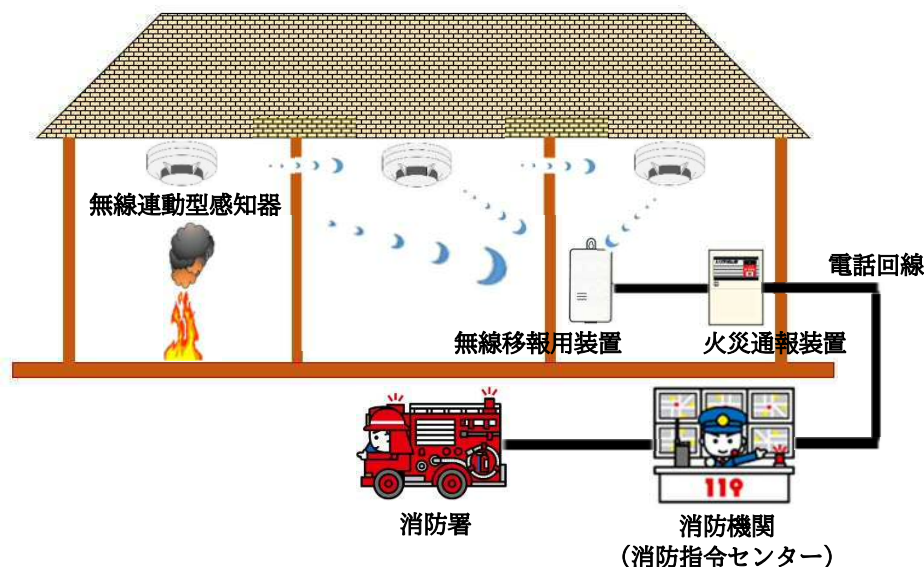 無線連動型感知器
電話回線
無線移報用装置
火災通報装置
119
消防署
消防機関
（消防指令センター）